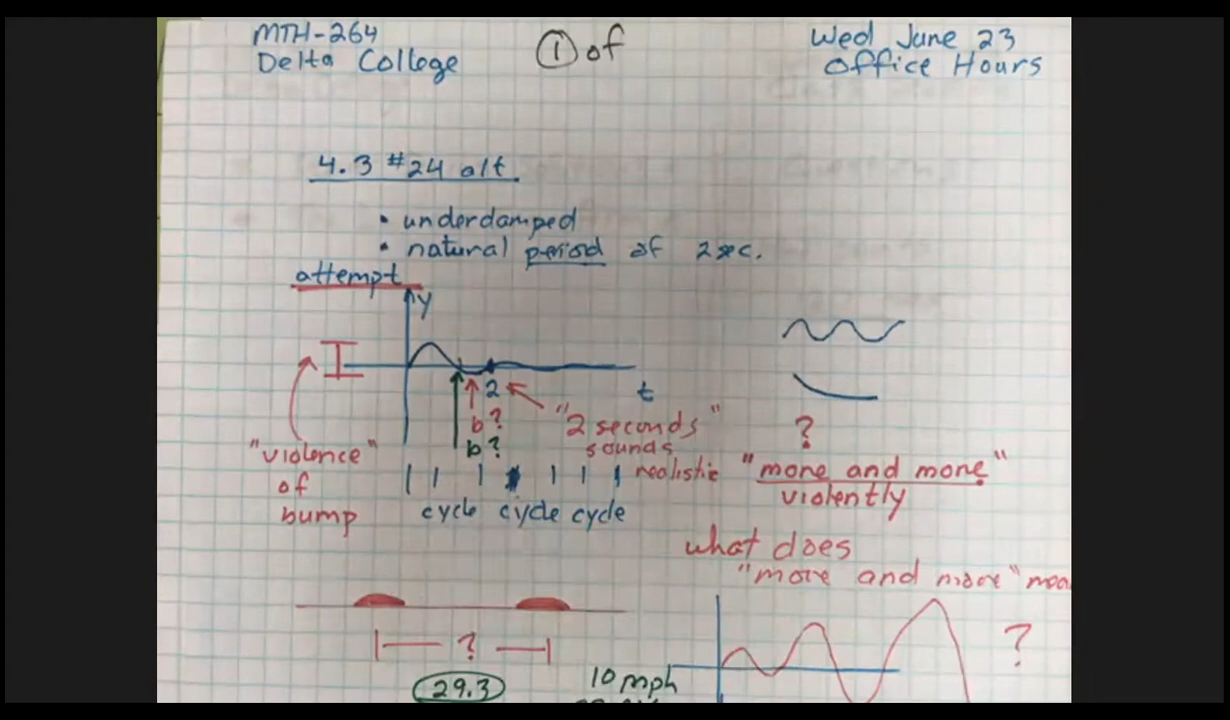 MTH-264
Delta College
① of
Wed June 23
Office Hours
4.3 #24 alt.
• underdamped
• natural period of 2 sec.
attempt
y
t
2
b?
b?
"2 seconds"
sounds
realistic
"violence"
of
bump
cycle cycle cycle
?
"more and more"
violently
what does
"more and more"
?
?
29.3
10 mph